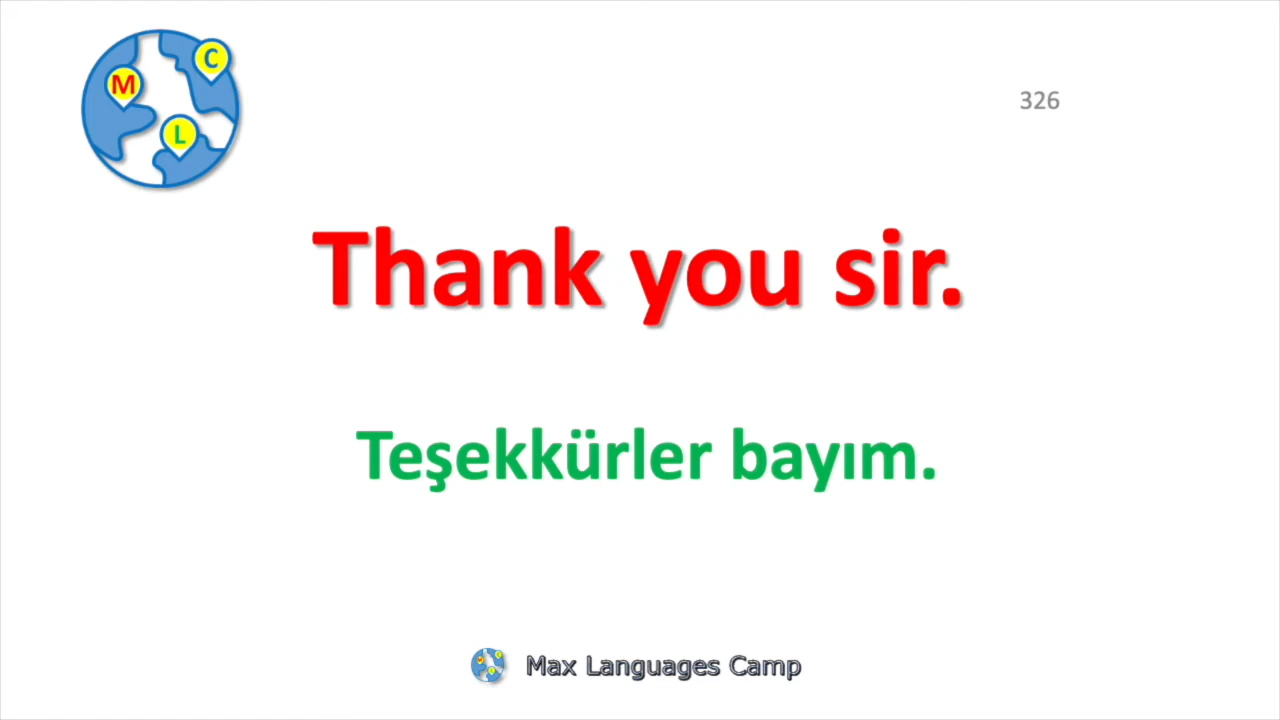 C
M
L
326
Thank you sir.
Teşekkürler bayım.
Max Languages Camp